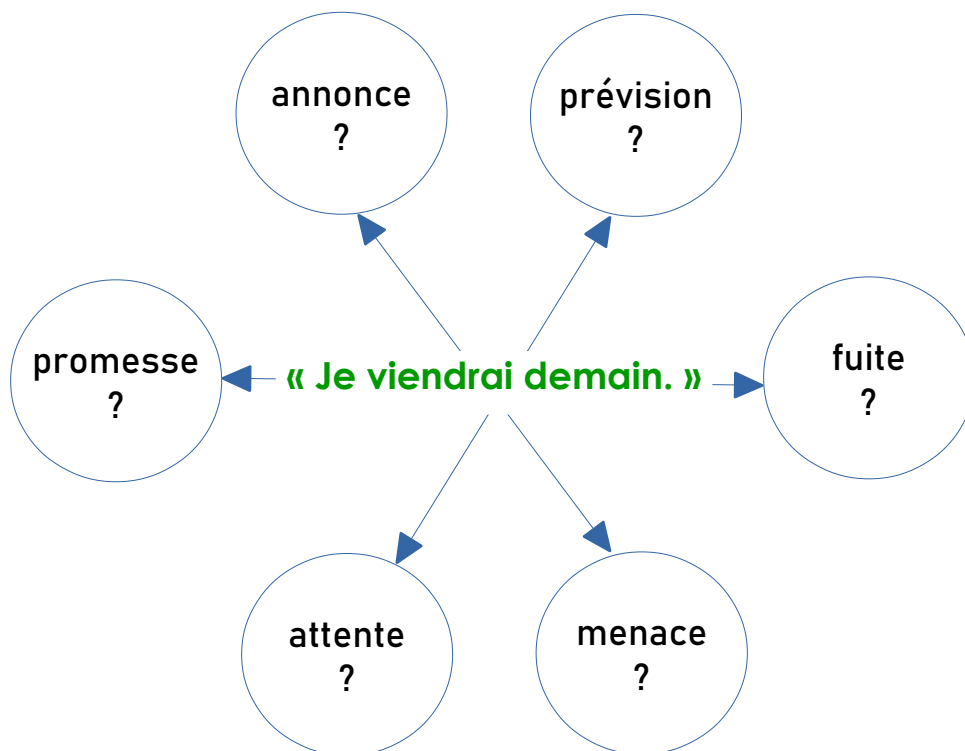 annonce
?
prévision
?
promesse
?
« Je viendrai demain. »
fuite
?
attente
?
menace
?